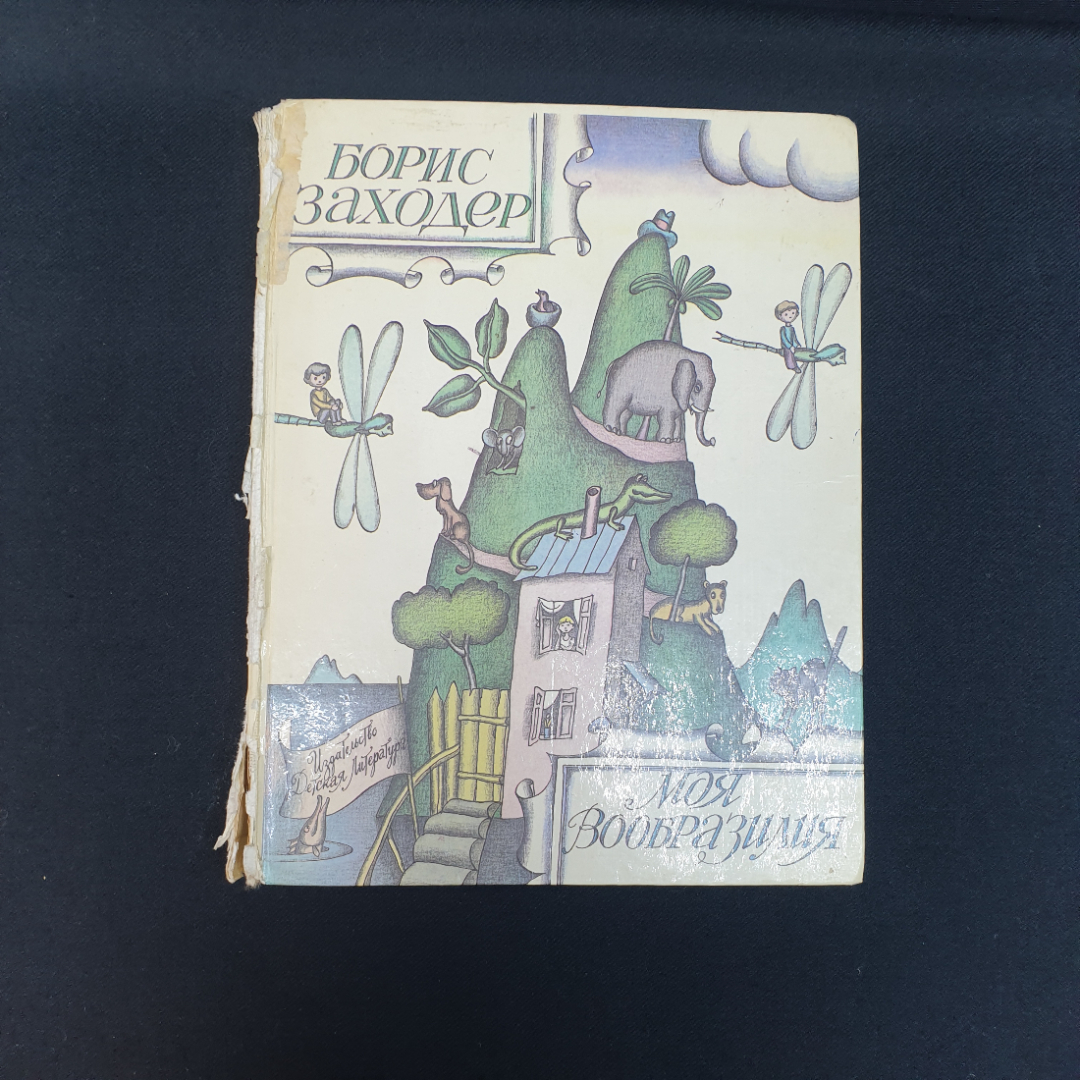 БОРИС
ЗАХОДЕР
Издательство
Детская литература
МОЯ
ВООБРАЗИЛИЯ